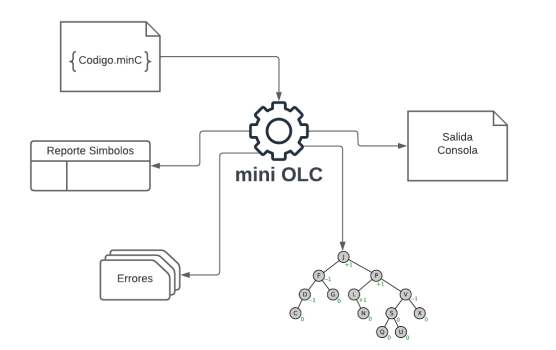 { Codigo.minC }
Reporte Simbolos
mini OLC
Salida
Consola
Errores
J
+1
F
-1
P
+1
D
-1
G
0
L
+1
V
-1
C
0
N
0
S
0
X
0
Q
0
U
0